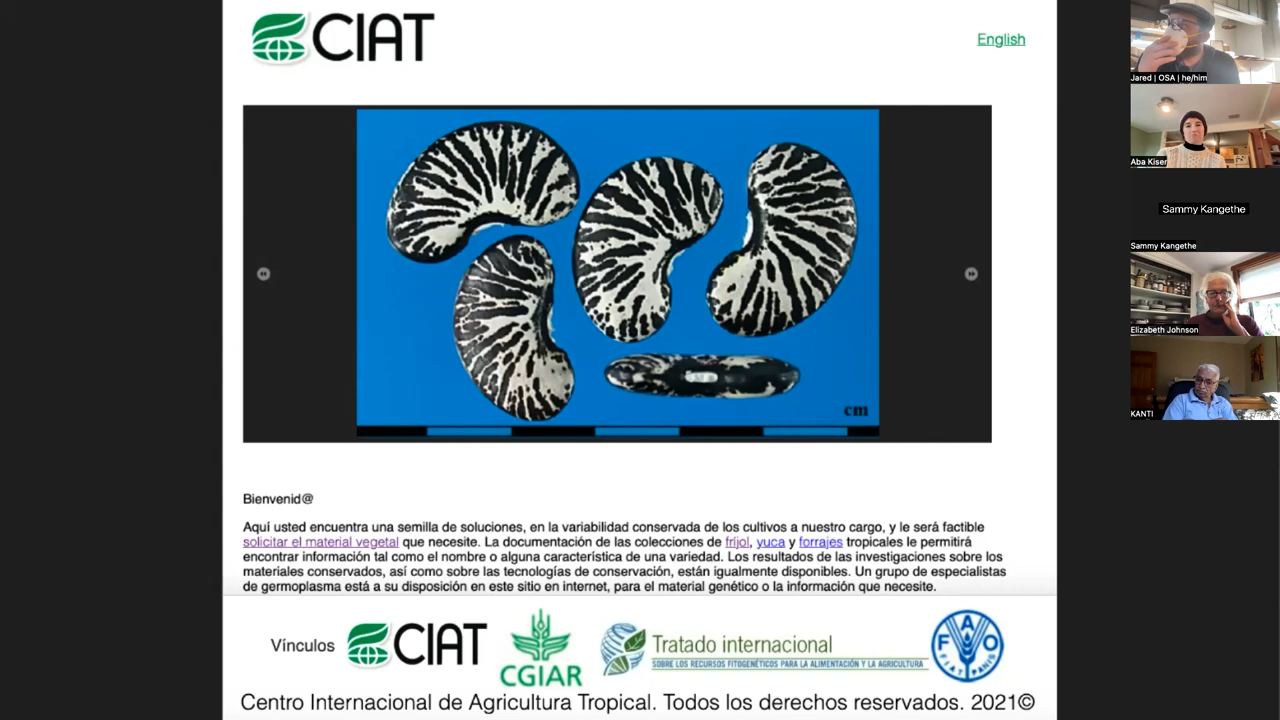 CIAT
English
cm
Bienvenid@
Aquí usted encuentra una semilla de soluciones, en la variabilidad conservada de los cultivos a nuestro cargo, y le será factible
solicitar el material vegetal que necesite. La documentación de las colecciones de fríjol, yuca y forrajes tropicales le permitirá
encontrar información tal como el nombre o alguna característica de una variedad. Los resultados de las investigaciones sobre los
materiales conservados, así como sobre las tecnologías de conservación, están igualmente disponibles. Un grupo de especialistas
de germoplasma está a su disposición en este sitio en internet, para el material genético o la información que necesite.
Vínculos
CIAT
CGIAR
Tratado internacional
SOBRE LOS RECURSOS FITOGENÉTICOS PARA LA ALIMENTACIÓN Y LA AGRICULTURA
FAO
FIAT PANIS
Centro Internacional de Agricultura Tropical. Todos los derechos reservados. 2021©
Jared | OSA | he/him
Aba Kiser
Sammy Kangethe
Sammy Kangethe
Elizabeth Johnson
KANTI